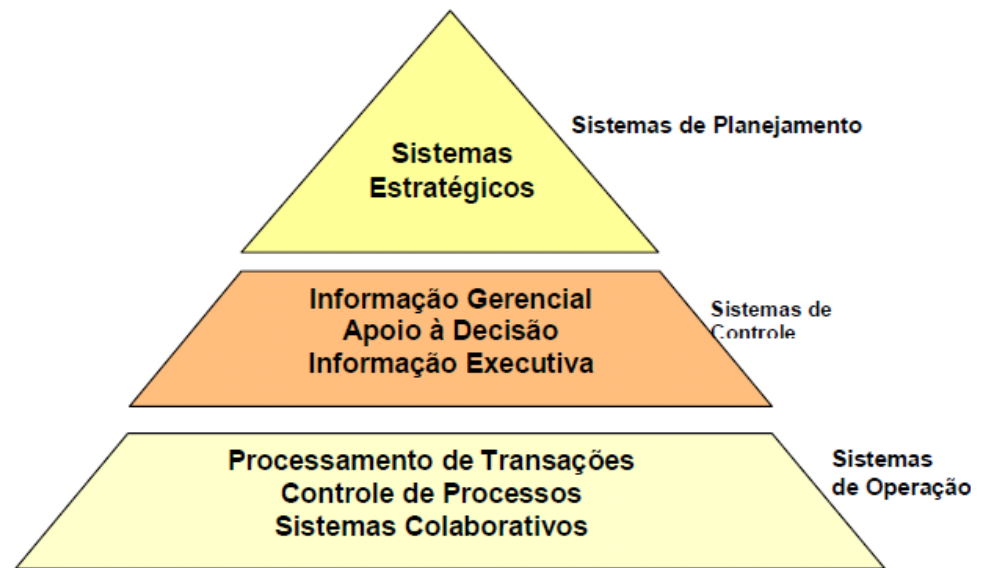 Sistemas de Planejamento
Sistemas
Estratégicos
Informação Gerencial
Apoio à Decisão
Informação Executiva
Sistemas de
Controle
Processamento de Transações
Controle de Processos
Sistemas Colaborativos
Sistemas
de Operação